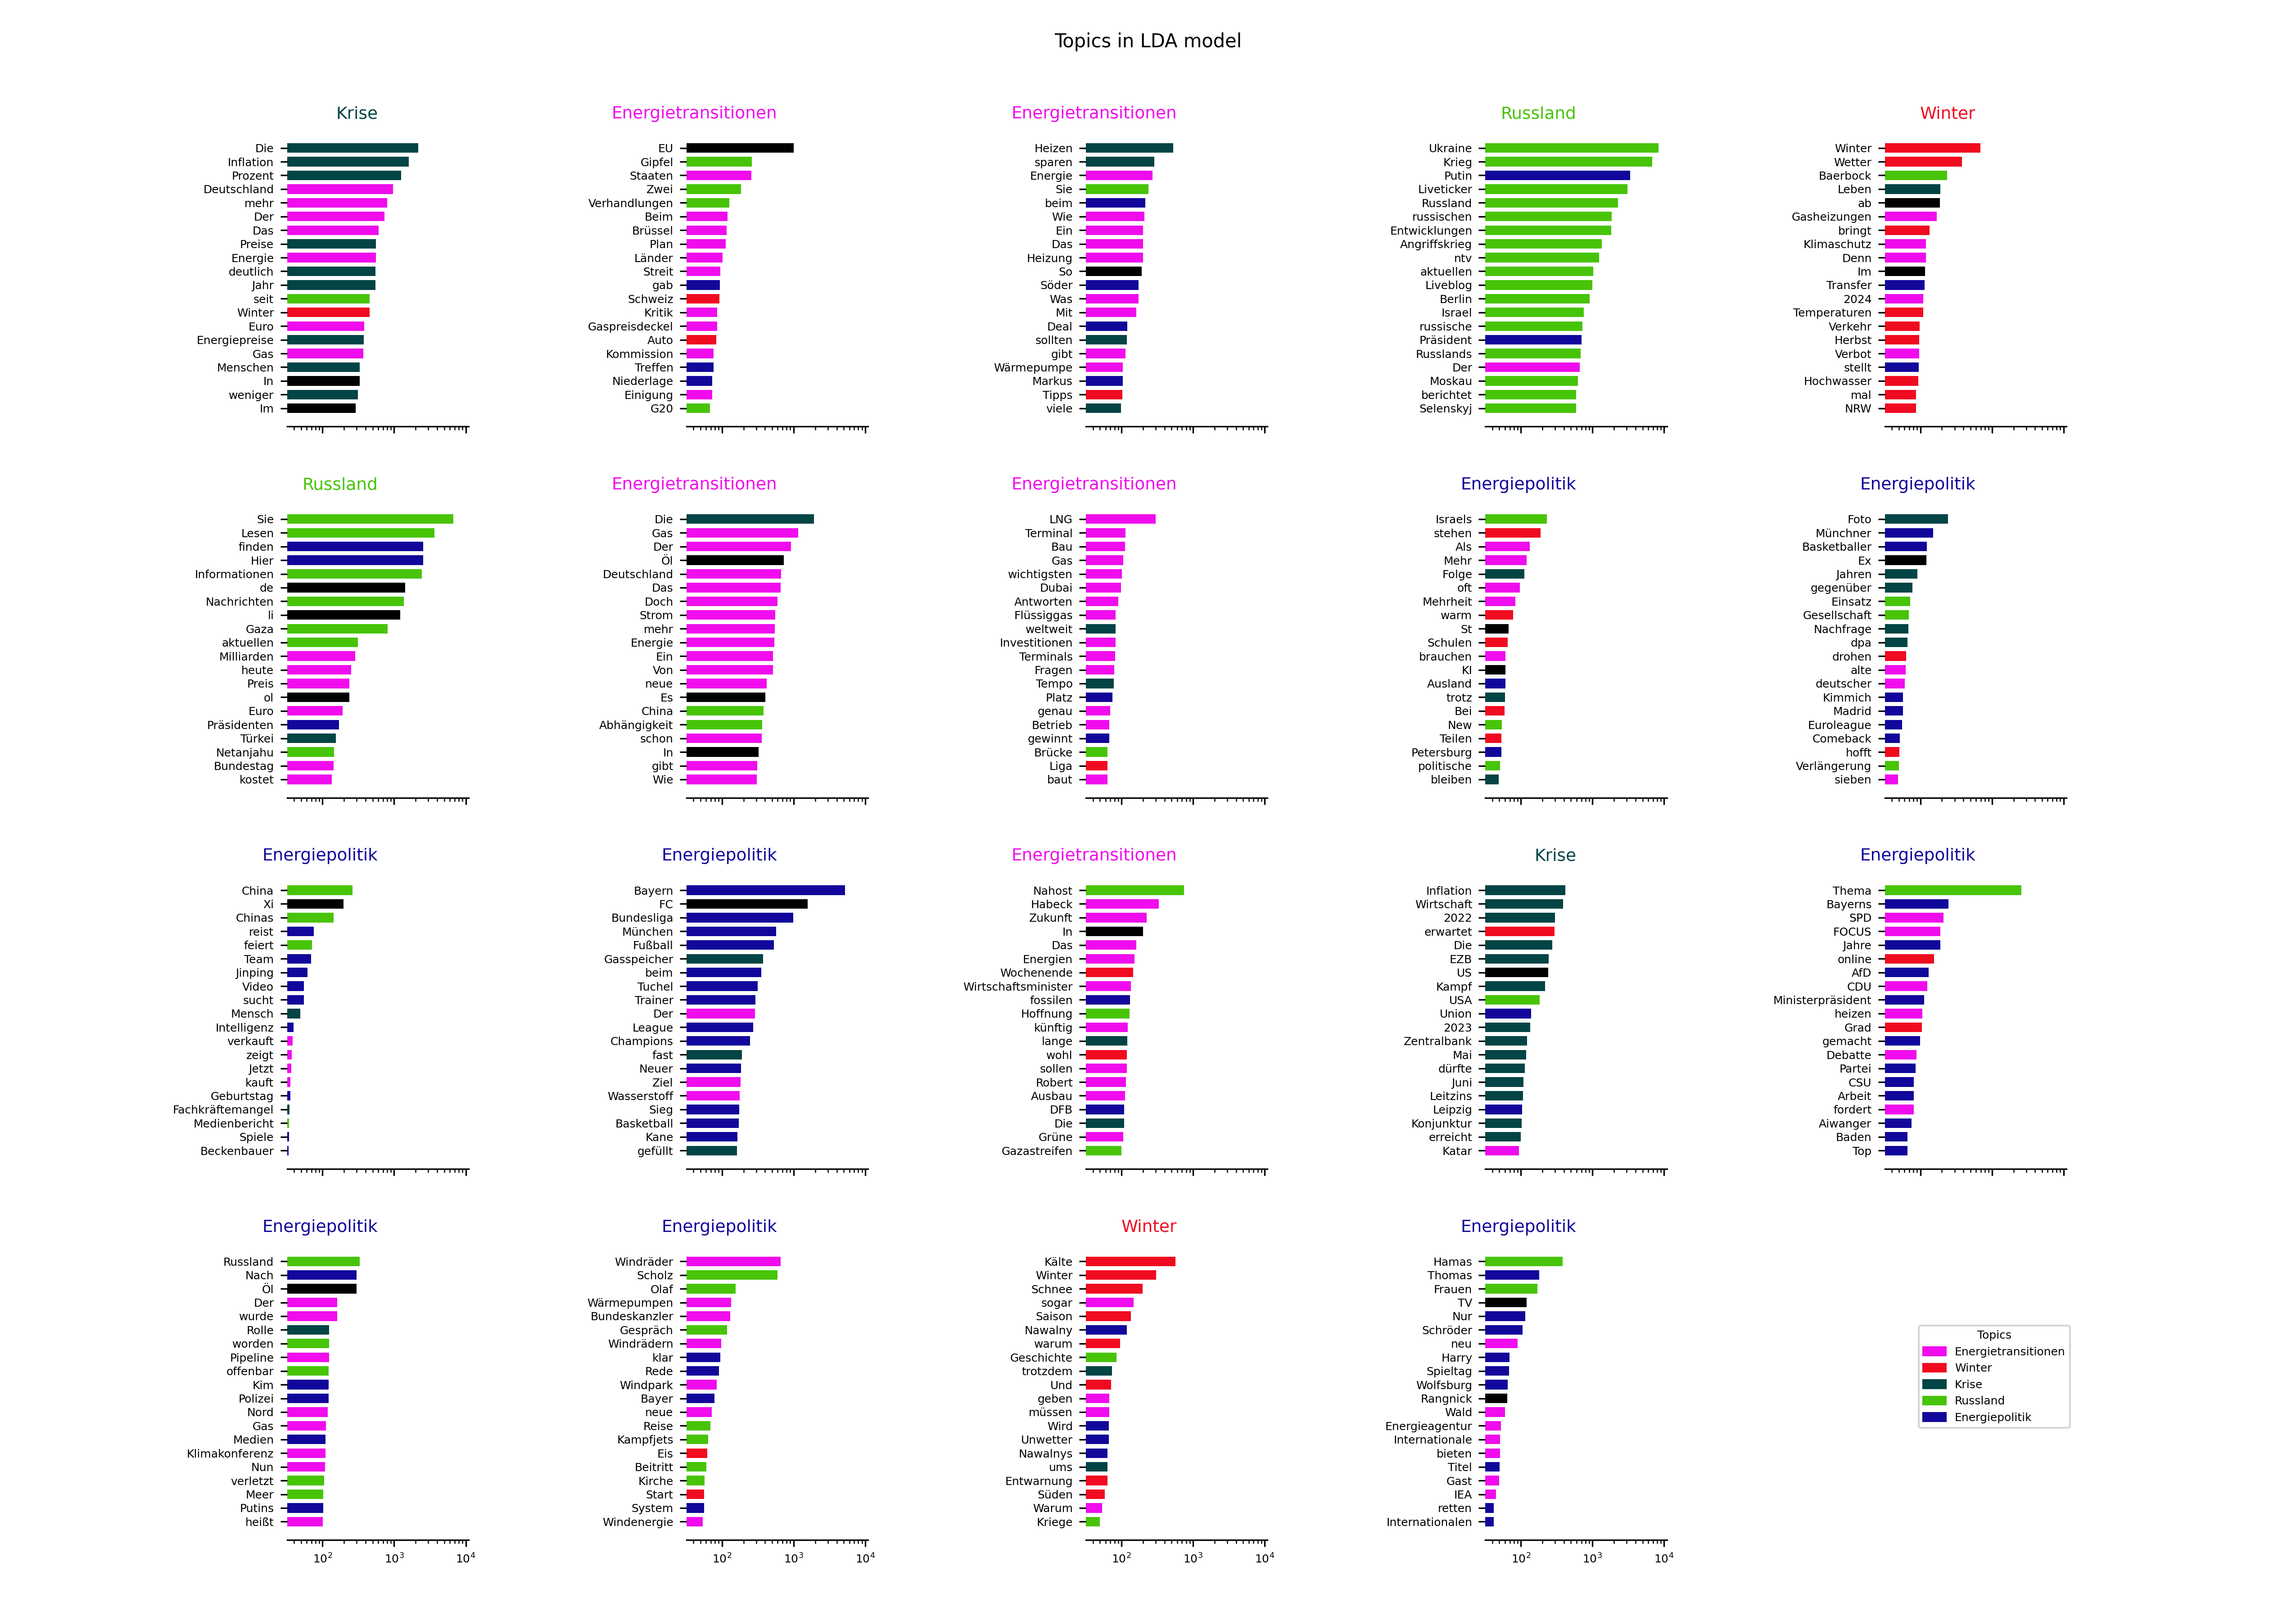 Topics in LDA model
Krise
Die
Inflation
Prozent
Deutschland
mehr
Der
Das
Preise
Energie
deutlich
Jahr
seit
Winter
Euro
Energiepreise
Gas
Menschen
In
weniger
Im
Energietransitionen
EU
Gipfel
Staaten
Zwei
Verhandlungen
Beim
Brüssel
Plan
Länder
Streit
gab
Schweiz
Kritik
Gaspreisdeckel
Auto
Kommission
Treffen
Niederlage
Einigung
G20
Energietransitionen
Heizen
sparen
Energie
Sie
beim
Wie
Ein
Das
Heizung
So
Söder
Was
Mit
Deal
sollten
gibt
Wärmepumpe
Markus
Tipps
viele
Russland
Ukraine
Krieg
Putin
Liveticker
Russland
russischen
Entwicklungen
Angriffskrieg
ntv
aktuellen
Liveblog
Berlin
Israel
russische
Präsident
Russlands
Der
Moskau
berichtet
Selenskyj
Winter
Winter
Wetter
Baerbock
Leben
ab
Gasheizungen
bringt
Klimaschutz
Denn
Im
Transfer
2024
Temperaturen
Verkehr
Herbst
Verbot
stellt
Hochwasser
mal
NRW
Russland
Sie
Lesen
finden
Hier
Informationen
de
Nachrichten
li
Gaza
aktuellen
Milliarden
heute
Preis
ol
Euro
Präsidenten
Türkei
Netanjahu
Bundestag
kostet
Energietransitionen
Die
Gas
Der
Öl
Deutschland
Das
Doch
Strom
mehr
Energie
Ein
Von
neue
Es
China
Abhängigkeit
schon
In
gibt
Wie
Energietransitionen
LNG
Terminal
Bau
Gas
wichtigsten
Dubai
Antworten
Flüssiggas
weltweit
Investitionen
Terminals
Fragen
Tempo
Platz
genau
Betrieb
gewinnt
Brücke
Liga
baut
Energiepolitik
Israels
stehen
Als
Mehr
Folge
oft
Mehrheit
warm
St
Schulen
brauchen
KI
Ausland
trotz
Bei
New
Teilen
Petersburg
politische
bleiben
Energiepolitik
Foto
Münchner
Basketballer
Ex
Jahren
gegenüber
Einsatz
Gesellschaft
Nachfrage
dpa
drohen
alte
deutscher
Kimmich
Madrid
Euroleague
Comeback
hofft
Verlängerung
sieben
Energiepolitik
China
Xi
Chinas
reist
feiert
Team
Jinping
Video
sucht
Mensch
Intelligenz
verkauft
zeigt
Jetzt
kauft
Geburtstag
Fachkräftemangel
Medienbericht
Spiele
Beckenbauer
Energiepolitik
Bayern
FC
Bundesliga
München
Fußball
Gasspeicher
beim
Tuchel
Trainer
Der
League
Champions
fast
Neuer
Ziel
Wasserstoff
Sieg
Basketball
Kane
gefüllt
Energietransitionen
Nahost
Habeck
Zukunft
In
Das
Energien
Wochenende
Wirtschaftsminister
fossilen
Hoffnung
künftig
lange
wohl
sollen
Robert
Ausbau
DFB
Die
Grüne
Gazastreifen
Krise
Inflation
Wirtschaft
2022
erwartet
Die
EZB
US
Kampf
USA
Union
2023
Zentralbank
Mai
dürfte
Juni
Leitzins
Leipzig
Konjunktur
erreicht
Katar
Energiepolitik
Thema
Bayerns
SPD
FOCUS
Jahre
online
AfD
CDU
Ministerpräsident
heizen
Grad
gemacht
Debatte
Partei
CSU
Arbeit
fordert
Aiwanger
Baden
Top
Energiepolitik
Russland
Nach
Öl
Der
wurde
Rolle
worden
Pipeline
offenbar
Kim
Polizei
Nord
Gas
Medien
Klimakonferenz
Nun
verletzt
Meer
Putins
heißt
10² 10³ 10⁴
Energiepolitik
Windräder
Scholz
Olaf
Wärmepumpen
Bundeskanzler
Gespräch
Windrädern
klar
Rede
Windpark
Bayer
neue
Reise
Kampfjets
Eis
Beitritt
Kirche
Start
System
Windenergie
10² 10³ 10⁴
Winter
Kälte
Winter
Schnee
sogar
Saison
Nawalny
warum
Geschichte
trotzdem
Und
geben
müssen
Wird
Unwetter
Nawalnys
ums
Entwarnung
Süden
Warum
Kriege
10² 10³ 10⁴
Energiepolitik
Hamas
Thomas
Frauen
TV
Nur
Schröder
neu
Harry
Spieltag
Wolfsburg
Rangnick
Wald
Energieagentur
Internationale
bieten
Titel
Gast
IEA
retten
Internationalen
10² 10³ 10⁴
Topics
Energietransitionen
Winter
Krise
Russland
Energiepolitik